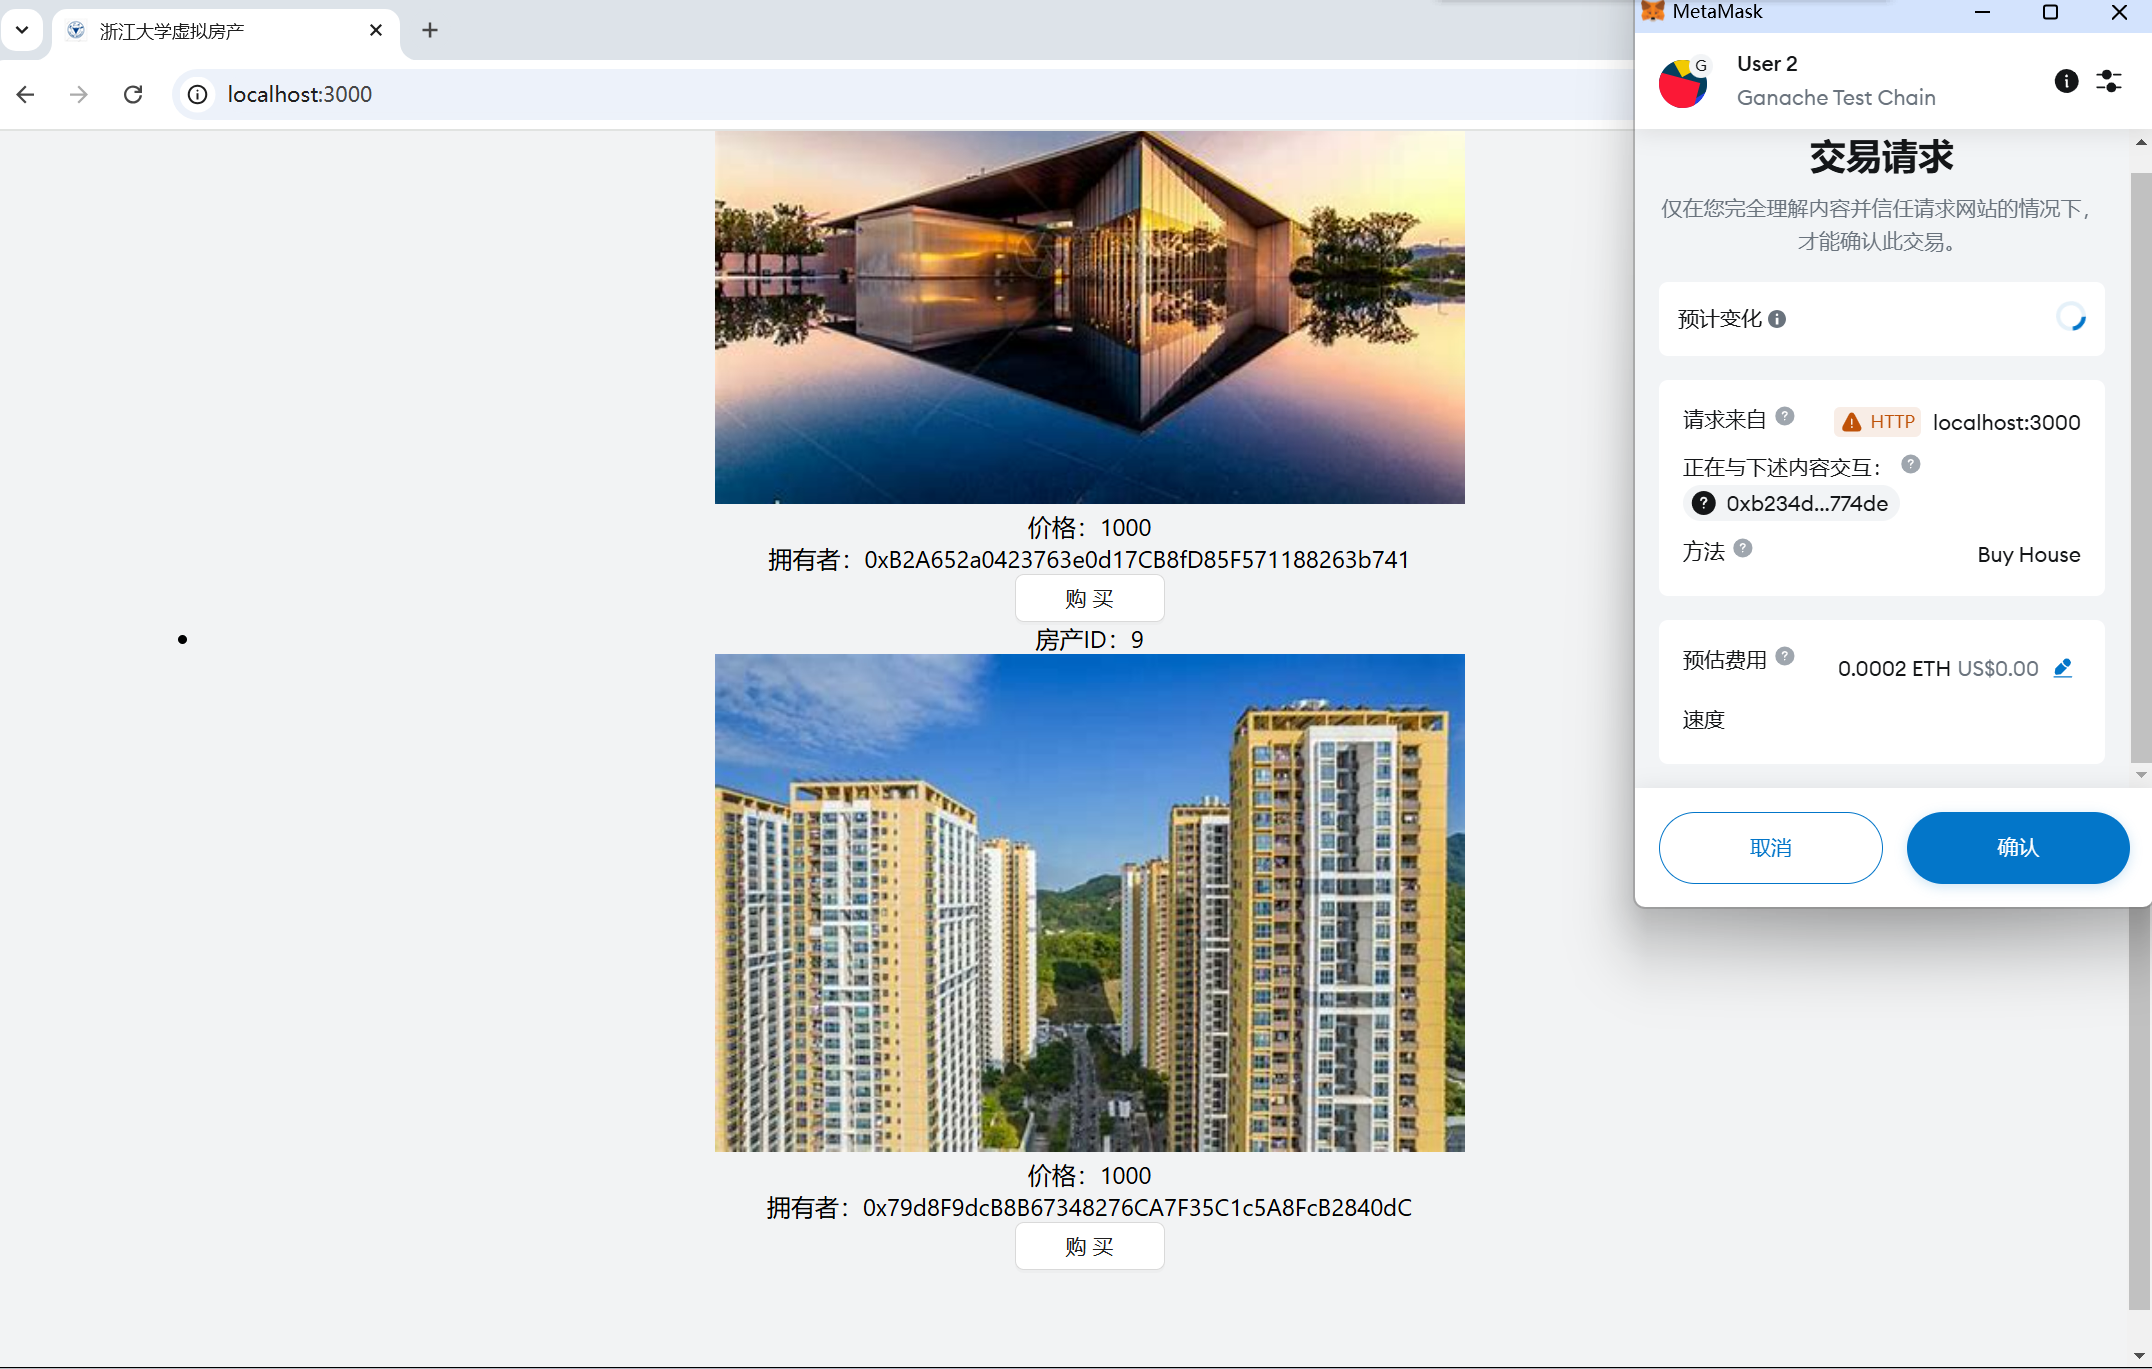 浙江大学虚拟房产
localhost:3000
价格：1000
拥有者：0xB2A652a0423763e0d17CB8fD85F571188263b741
购 买
房产ID：9
价格：1000
拥有者：0x79d8F9dcB8B67348276CA7F35C1c5A8FcB2840dC
购 买
MetaMask
G
User 2
Ganache Test Chain
交易请求
仅在您完全理解内容并信任请求网站的情况下，
才能确认此交易。
预计变化
请求来自 HTTP localhost:3000
正在与下述内容交互：
0xb234d...774de
方法 Buy House
预估费用 0.0002 ETH US$0.00
速度
取消 确认